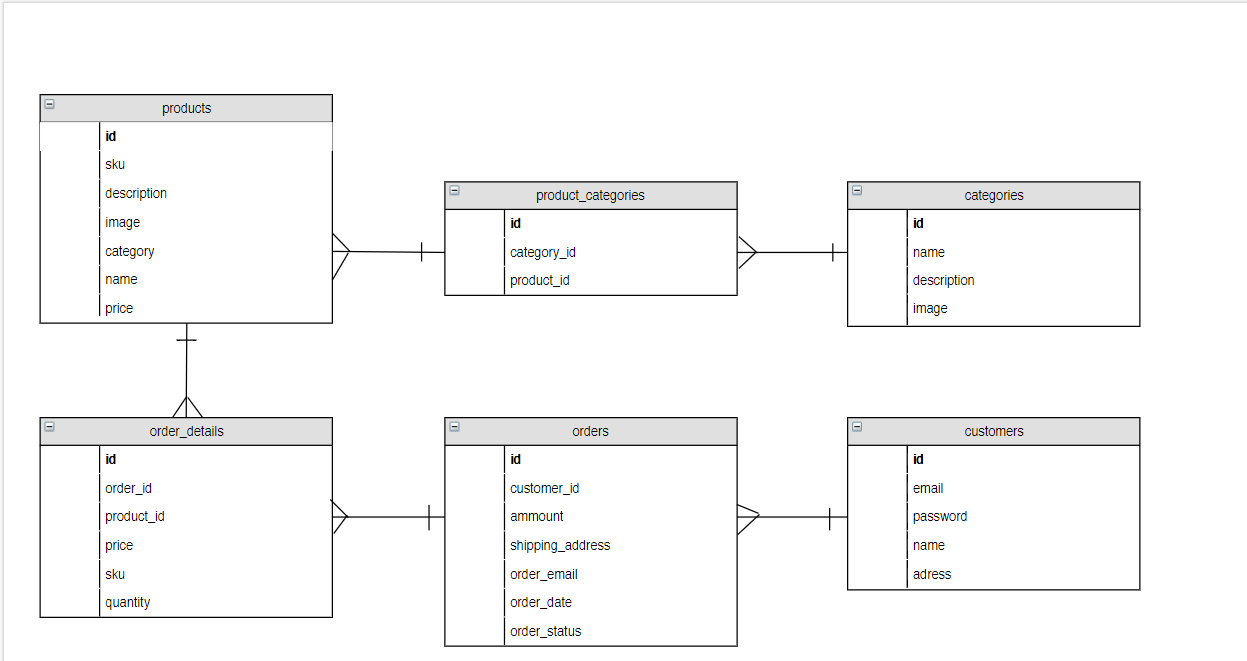 products
id
sku
description
image
category
name
price
product_categories
id
category_id
product_id
categories
id
name
description
image
order_details
id
order_id
product_id
price
sku
quantity
orders
id
customer_id
ammount
shipping_address
order_email
order_date
order_status
customers
id
email
password
name
adress